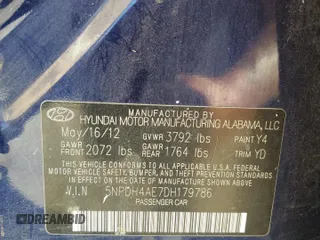 MANUFACTURED BY
HYUNDAI MOTOR MANUFACTURING ALABAMA, LLC
May/16/12 GVWR 3792 lbs PAINT Y4
GAWR FRONT 2072 lbs GAWR REAR 1764 lbs TRIM YD
THIS VEHICLE CONFORMS TO ALL APPLICABLE U.S.A. FEDERAL MOTOR VEHICLE SAFETY, BUMPER, AND THEFT PREVENTION STANDARDS IN EFFECT ON THE DATE OF MANUFACTURE SHOWN ABOVE.
V.I.N 5NPDH4AE7DH179786
PASSENGER CAR